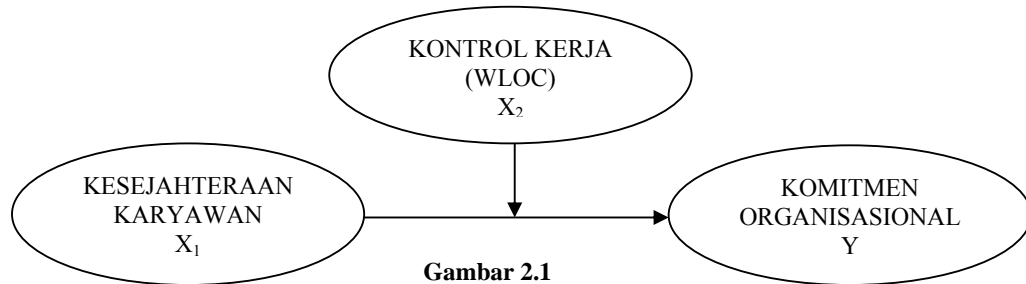 KONTROL KERJA
(WLOC)
X₂
KESEJAHTERAAN
KARYAWAN
X₁
KOMITMEN
ORGANISASIONAL
Y
Gambar 2.1